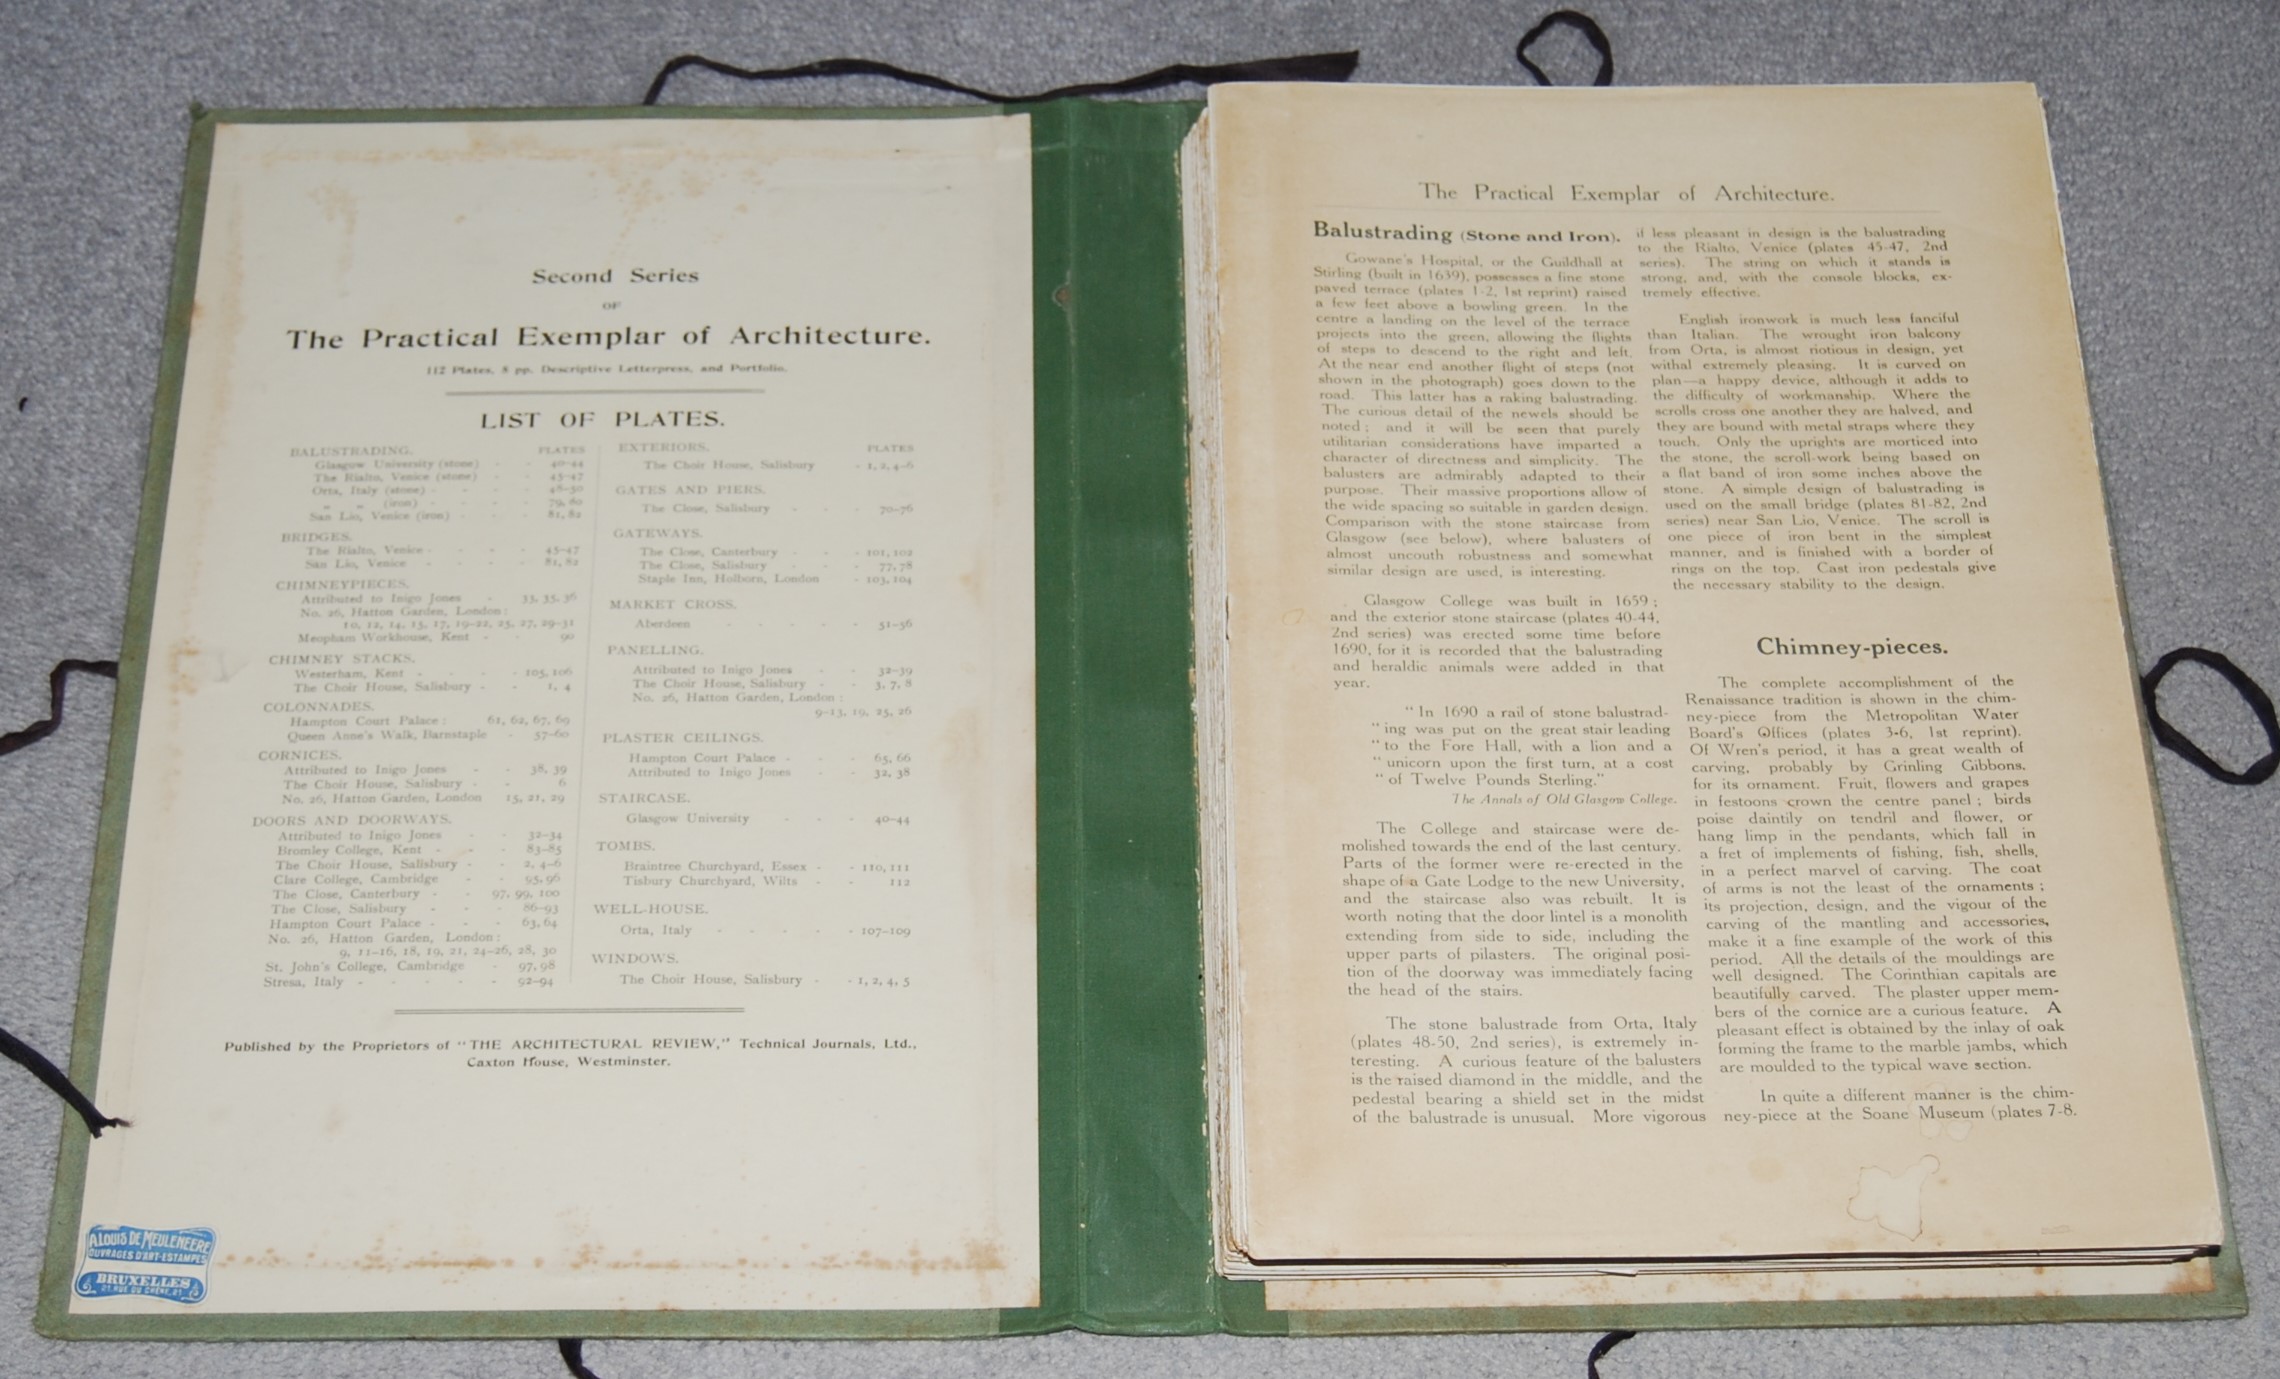 Second Series
OF
The Practical Exemplar of Architecture.
112 Plates, 8 pp. Descriptive Letterpress, and Portfolio.
LIST OF PLATES.
BALUSTRADING. PLATES
Glasgow University (stone) - - 40-44
The Rialto, Venice (stone) - - 45-47
Orta, Italy (stone) - - - - 48-50
„ „ (iron) - - - - 79, 80
San Lio, Venice (iron) - - - 81, 82
BRIDGES.
The Rialto, Venice - - - - 45-47
San Lio, Venice - - - - 81, 82
CHIMNEYPIECES.
Attributed to Inigo Jones - 33, 35, 36
No. 26, Hatton Garden, London:
10, 12, 14, 15, 17, 19-22, 25, 27, 29-31
Meopham Workhouse, Kent - - 90
CHIMNEY STACKS.
Westerham, Kent - - - - 105, 106
The Choir House, Salisbury - - 1, 4
COLONNADES.
Hampton Court Palace: 61, 62, 67, 69
Queen Anne's Walk, Barnstaple - 57-60
CORNICES.
Attributed to Inigo Jones - - 38, 39
The Choir House, Salisbury - - 6
No. 26, Hatton Garden, London 15, 21, 29
DOORS AND DOORWAYS.
Attributed to Inigo Jones - - 32-34
Bromley College, Kent - - - 83-85
The Choir House, Salisbury - - 2, 4-6
Clare College, Cambridge - - 95, 96
The Close, Canterbury - - 97, 99, 100
The Close, Salisbury - - - 86-93
Hampton Court Palace - - - 63, 64
No. 26, Hatton Garden, London:
9, 11-16, 18, 19, 21, 24-26, 28, 30
St. John's College, Cambridge - 97, 98
Stresa, Italy - - - - - 92-94
EXTERIORS. PLATES
The Choir House, Salisbury - 1, 2, 4-6
GATES AND PIERS.
The Close, Salisbury - - - 70-76
GATEWAYS.
The Close, Canterbury - - 101, 102
The Close, Salisbury - - - 77, 78
Staple Inn, Holborn, London - 103, 104
MARKET CROSS.
Aberdeen - - - - - 51-56
PANELLING.
Attributed to Inigo Jones - - 32-39
The Choir House, Salisbury - - 3, 7, 8
No. 26, Hatton Garden, London:
9-13, 19, 25, 26
PLASTER CEILINGS.
Hampton Court Palace - - - 65, 66
Attributed to Inigo Jones - - 32, 38
STAIRCASE.
Glasgow University - - - 40-44
TOMBS.
Braintree Churchyard, Essex - - 110, 111
Tisbury Churchyard, Wilts - - 112
WELL-HOUSE.
Orta, Italy - - - - - 107-109
WINDOWS.
The Choir House, Salisbury - - 1, 2, 4, 5
Published by the Proprietors of "THE ARCHITECTURAL REVIEW," Technical Journals, Ltd.,
Caxton House, Westminster.
A LOUIS DE MEULENEERE
OUVRAGES D'ART-ESTAMPES
BRUXELLES
21 RUE DU CHÊNE, 21
The Practical Exemplar of Architecture.
Balustrading (Stone and Iron).
Gowane's Hospital, or the Guildhall at
Stirling (built in 1639), possesses a fine stone
paved terrace (plates 1-2, 1st reprint) raised
a few feet above a bowling green. In the
centre a landing on the level of the terrace
projects into the green, allowing the flights
of steps to descend to the right and left.
At the near end another flight of steps (not
shown in the photograph) goes down to the
road. This latter has a raking balustrading.
The curious detail of the newels should be
noted; and it will be seen that purely
utilitarian considerations have imparted a
character of directness and simplicity. The
balusters are admirably adapted to their
purpose. Their massive proportions allow of
the wide spacing so suitable in garden design.
Comparison with the stone staircase from
Glasgow (see below), where balusters of
almost uncouth robustness and somewhat
similar design are used, is interesting.
Glasgow College was built in 1659;
and the exterior stone staircase (plates 40-44,
2nd series) was erected some time before
1690, for it is recorded that the balustrading
and heraldic animals were added in that
year.
"In 1690 a rail of stone balustrad-
"ing was put on the great stair leading
"to the Fore Hall, with a lion and a
"unicorn upon the first turn, at a cost
"of Twelve Pounds Sterling."
The Annals of Old Glasgow College.
The College and staircase were de-
molished towards the end of the last century.
Parts of the former were re-erected in the
shape of a Gate Lodge to the new University,
and the staircase also was rebuilt. It is
worth noting that the door lintel is a monolith
extending from side to side, including the
upper parts of pilasters. The original posi-
tion of the doorway was immediately facing
the head of the stairs.
The stone balustrade from Orta, Italy
(plates 48-50, 2nd series), is extremely in-
teresting. A curious feature of the balusters
is the raised diamond in the middle, and the
pedestal bearing a shield set in the midst
of the balustrade is unusual. More vigorous
if less pleasant in design is the balustrading
to the Rialto, Venice (plates 45-47, 2nd
series). The string on which it stands is
strong, and, with the console blocks, ex-
tremely effective.
English ironwork is much less fanciful
than Italian. The wrought iron balcony
from Orta, is almost riotious in design, yet
withal extremely pleasing. It is curved on
plan—a happy device, although it adds to
the difficulty of workmanship. Where the
scrolls cross one another they are halved, and
they are bound with metal straps where they
touch. Only the uprights are morticed into
the stone, the scroll-work being based on
a flat band of iron some inches above the
stone. A simple design of balustrading is
used on the small bridge (plates 81-82, 2nd
series) near San Lio, Venice. The scroll is
one piece of iron bent in the simplest
manner, and is finished with a border of
rings on the top. Cast iron pedestals give
the necessary stability to the design.
Chimney-pieces.
The complete accomplishment of the
Renaissance tradition is shown in the chim-
ney-piece from the Metropolitan Water
Board's Offices (plates 3-6, 1st reprint).
Of Wren's period, it has a great wealth of
carving, probably by Grinling Gibbons,
for its ornament. Fruit, flowers and grapes
in festoons crown the centre panel; birds
poise daintily on tendril and flower, or
hang limp in the pendants, which fall in
a fret of implements of fishing, fish, shells,
in a perfect marvel of carving. The coat
of arms is not the least of the ornaments;
its projection, design, and the vigour of the
carving of the mantling and accessories,
make it a fine example of the work of this
period. All the details of the mouldings are
well designed. The Corinthian capitals are
beautifully carved. The plaster upper mem-
bers of the cornice are a curious feature. A
pleasant effect is obtained by the inlay of oak
forming the frame to the marble jambs, which
are moulded to the typical wave section.
In quite a different manner is the chim-
ney-piece at the Soane Museum (plates 7-8.